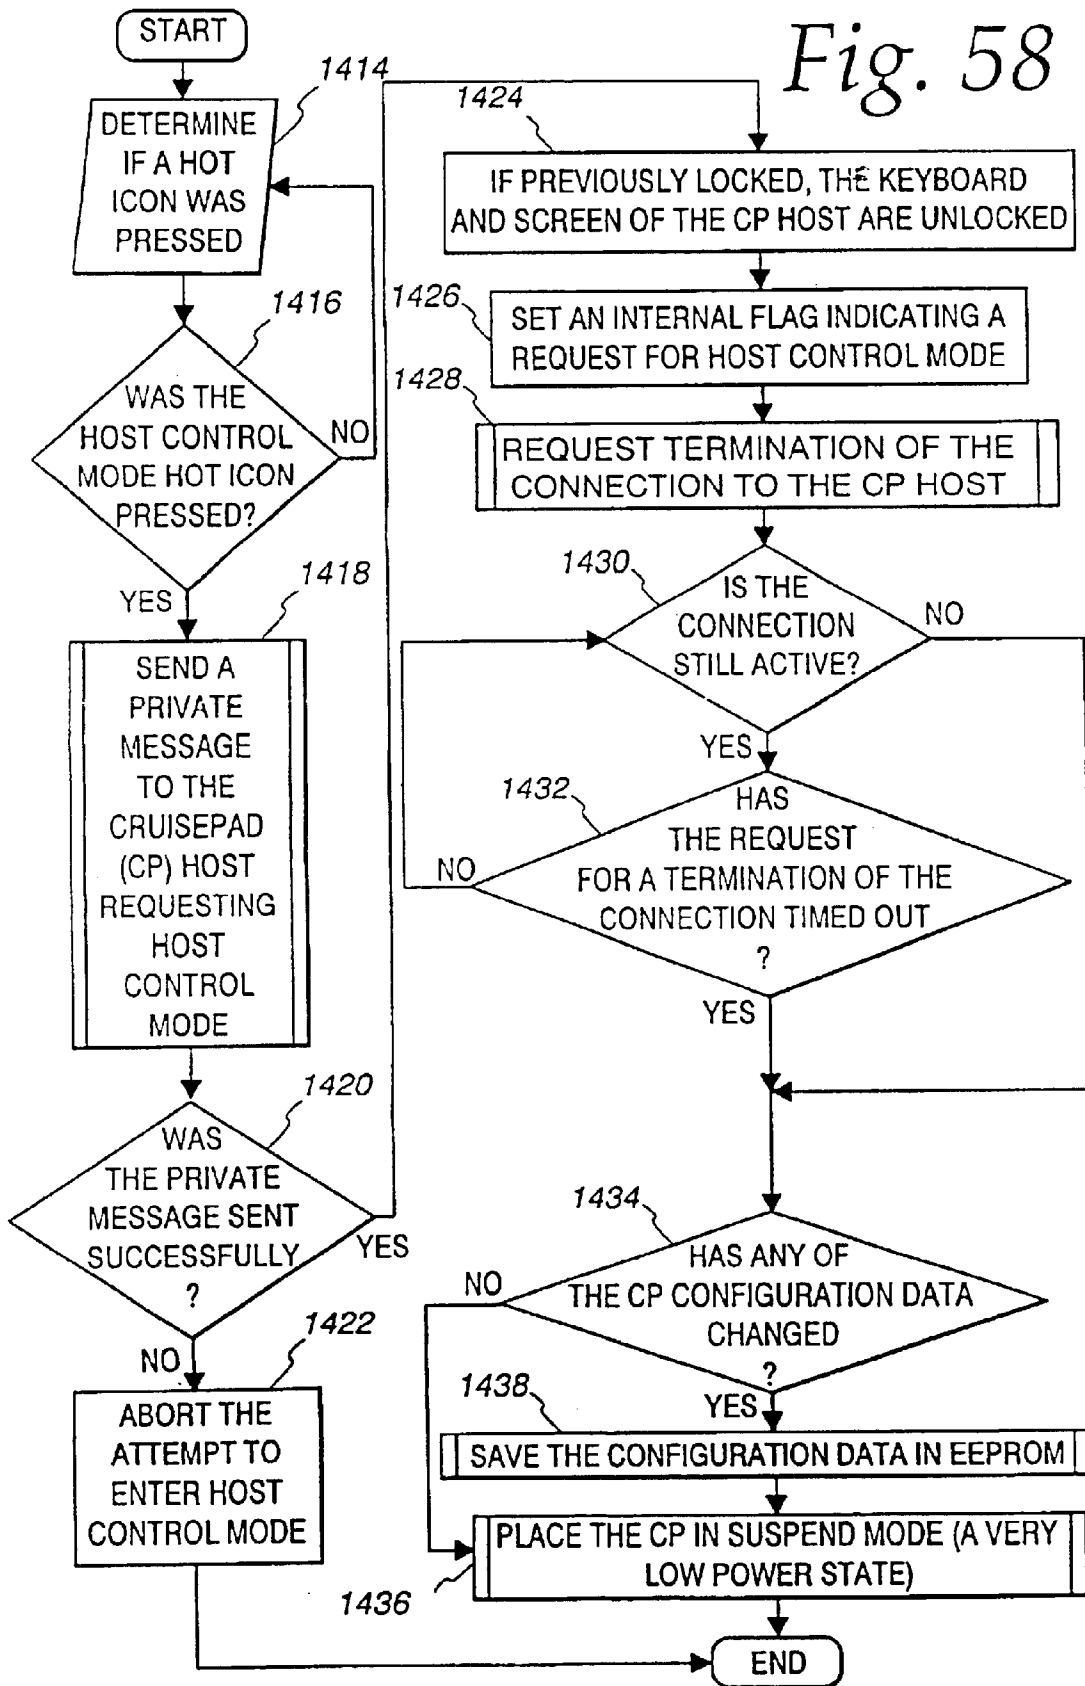 Fig. 58
START
1414
DETERMINE
IF A HOT
ICON WAS
PRESSED
1416
WAS THE
HOST CONTROL
MODE HOT ICON
PRESSED?
NO
YES
1418
SEND A
PRIVATE
MESSAGE
TO THE
CRUISEPAD
(CP) HOST
REQUESTING
HOST
CONTROL
MODE
1420
WAS
THE PRIVATE
MESSAGE SENT
SUCCESSFULLY
?
YES
NO
1422
ABORT THE
ATTEMPT TO
ENTER HOST
CONTROL MODE
1424
IF PREVIOUSLY LOCKED, THE KEYBOARD
AND SCREEN OF THE CP HOST ARE UNLOCKED
1426
SET AN INTERNAL FLAG INDICATING A
REQUEST FOR HOST CONTROL MODE
1428
REQUEST TERMINATION OF THE
CONNECTION TO THE CP HOST
1430
IS THE
CONNECTION
STILL ACTIVE?
NO
YES
1432
HAS
THE REQUEST
FOR A TERMINATION OF THE
CONNECTION TIMED OUT
?
NO
YES
1434
HAS ANY OF
THE CP CONFIGURATION DATA
CHANGED
?
NO
YES
1438
SAVE THE CONFIGURATION DATA IN EEPROM
PLACE THE CP IN SUSPEND MODE (A VERY
LOW POWER STATE)
1436
END